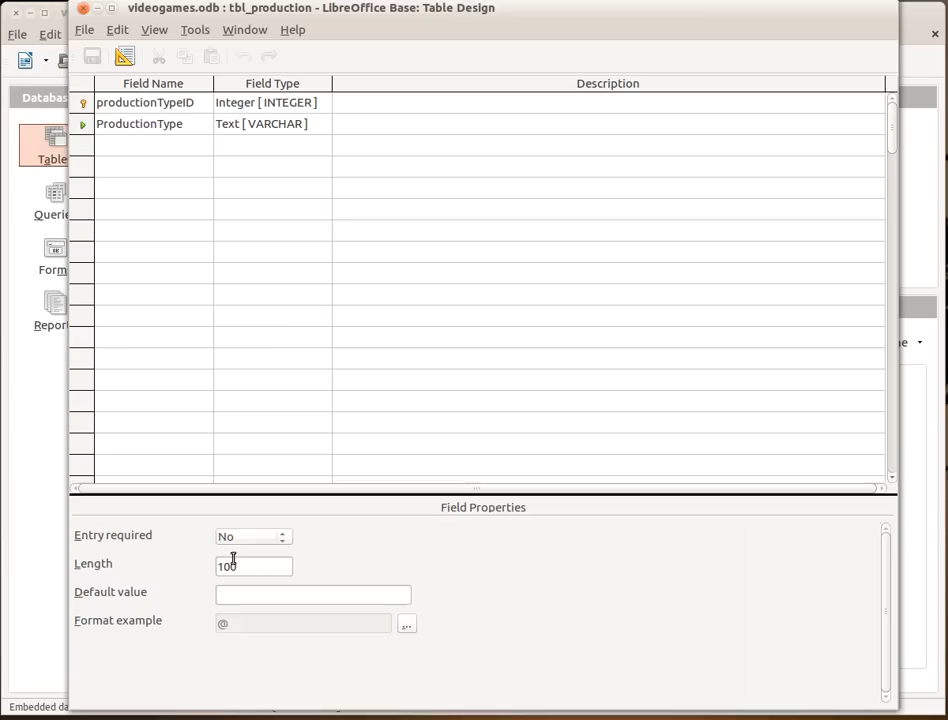 videogames.odb : tbl_production - LibreOffice Base: Table Design
File Edit View Tools Window Help
File Edit
Field Name Field Type Description
productionTypeID Integer [ INTEGER ]
ProductionType Text [ VARCHAR ]
Databas
Table
Querie
Form
Report
Field Properties
Entry required No
Length 100
Default value
Format example @ ...
Embedded da